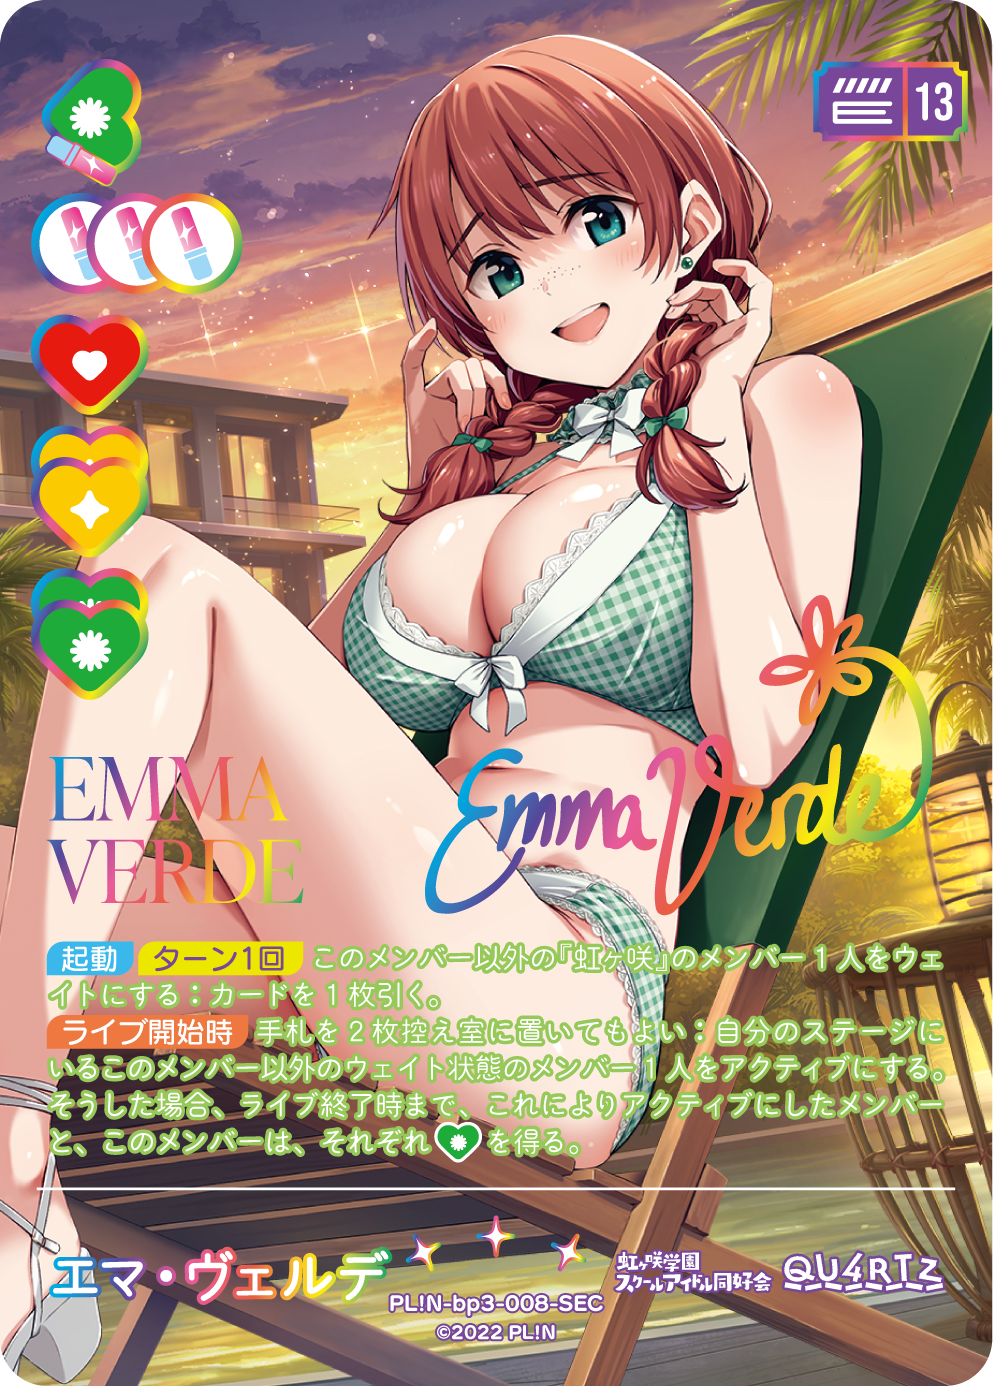 13
EMMA
VERDE
Emma Verde
起動 ターン1回 このメンバー以外の『虹ヶ咲』のメンバー1人をウェ
イトにする：カードを1枚引く。
ライブ開始時 手札を2枚控え室に置いてもよい：自分のステージに
いるこのメンバー以外のウェイト状態のメンバー1人をアクティブにする。
そうした場合、ライブ終了時まで、これによりアクティブにしたメンバー
と、このメンバーは、それぞれを得る。
エマ・ヴェルデ
PL!N-bp3-008-SEC
©2022 PL!N
虹ヶ咲学園
スクールアイドル同好会
QU4RTZ